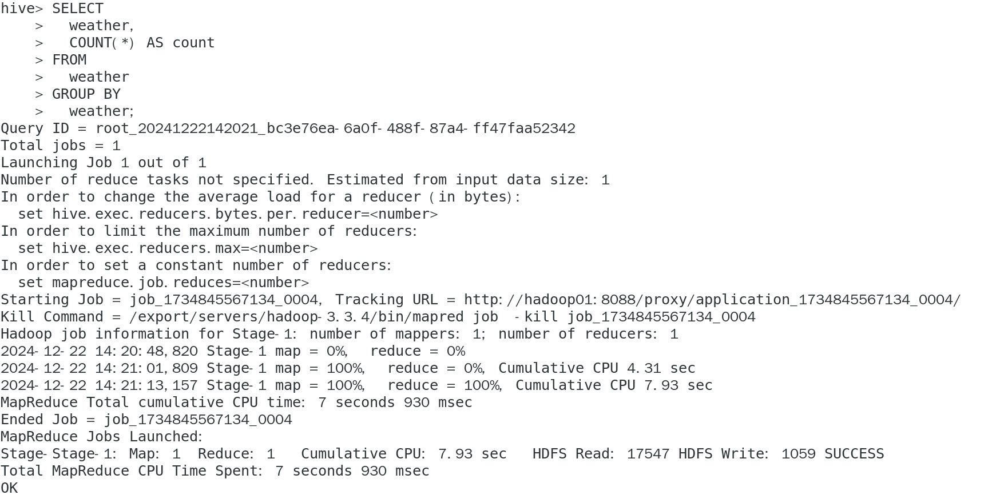 hive> SELECT
    >   weather,
    >   COUNT(*) AS count
    > FROM
    >   weather
    > GROUP BY
    >   weather;
Query ID = root_20241222142021_bc3e76ea-6a0f-488f-87a4-ff47faa52342
Total jobs = 1
Launching Job 1 out of 1
Number of reduce tasks not specified. Estimated from input data size: 1
In order to change the average load for a reducer (in bytes):
  set hive.exec.reducers.bytes.per.reducer=<number>
In order to limit the maximum number of reducers:
  set hive.exec.reducers.max=<number>
In order to set a constant number of reducers:
  set mapreduce.job.reduces=<number>
Starting Job = job_1734845567134_0004, Tracking URL = http://hadoop01:8088/proxy/application_1734845567134_0004/
Kill Command = /export/servers/hadoop-3.3.4/bin/mapred job  -kill job_1734845567134_0004
Hadoop job information for Stage-1: number of mappers: 1; number of reducers: 1
2024-12-22 14:20:48,820 Stage-1 map = 0%,  reduce = 0%
2024-12-22 14:21:01,809 Stage-1 map = 100%,  reduce = 0%, Cumulative CPU 4.31 sec
2024-12-22 14:21:13,157 Stage-1 map = 100%,  reduce = 100%, Cumulative CPU 7.93 sec
MapReduce Total cumulative CPU time: 7 seconds 930 msec
Ended Job = job_1734845567134_0004
MapReduce Jobs Launched:
Stage-Stage-1: Map: 1  Reduce: 1   Cumulative CPU: 7.93 sec   HDFS Read: 17547 HDFS Write: 1059 SUCCESS
Total MapReduce CPU Time Spent: 7 seconds 930 msec
OK